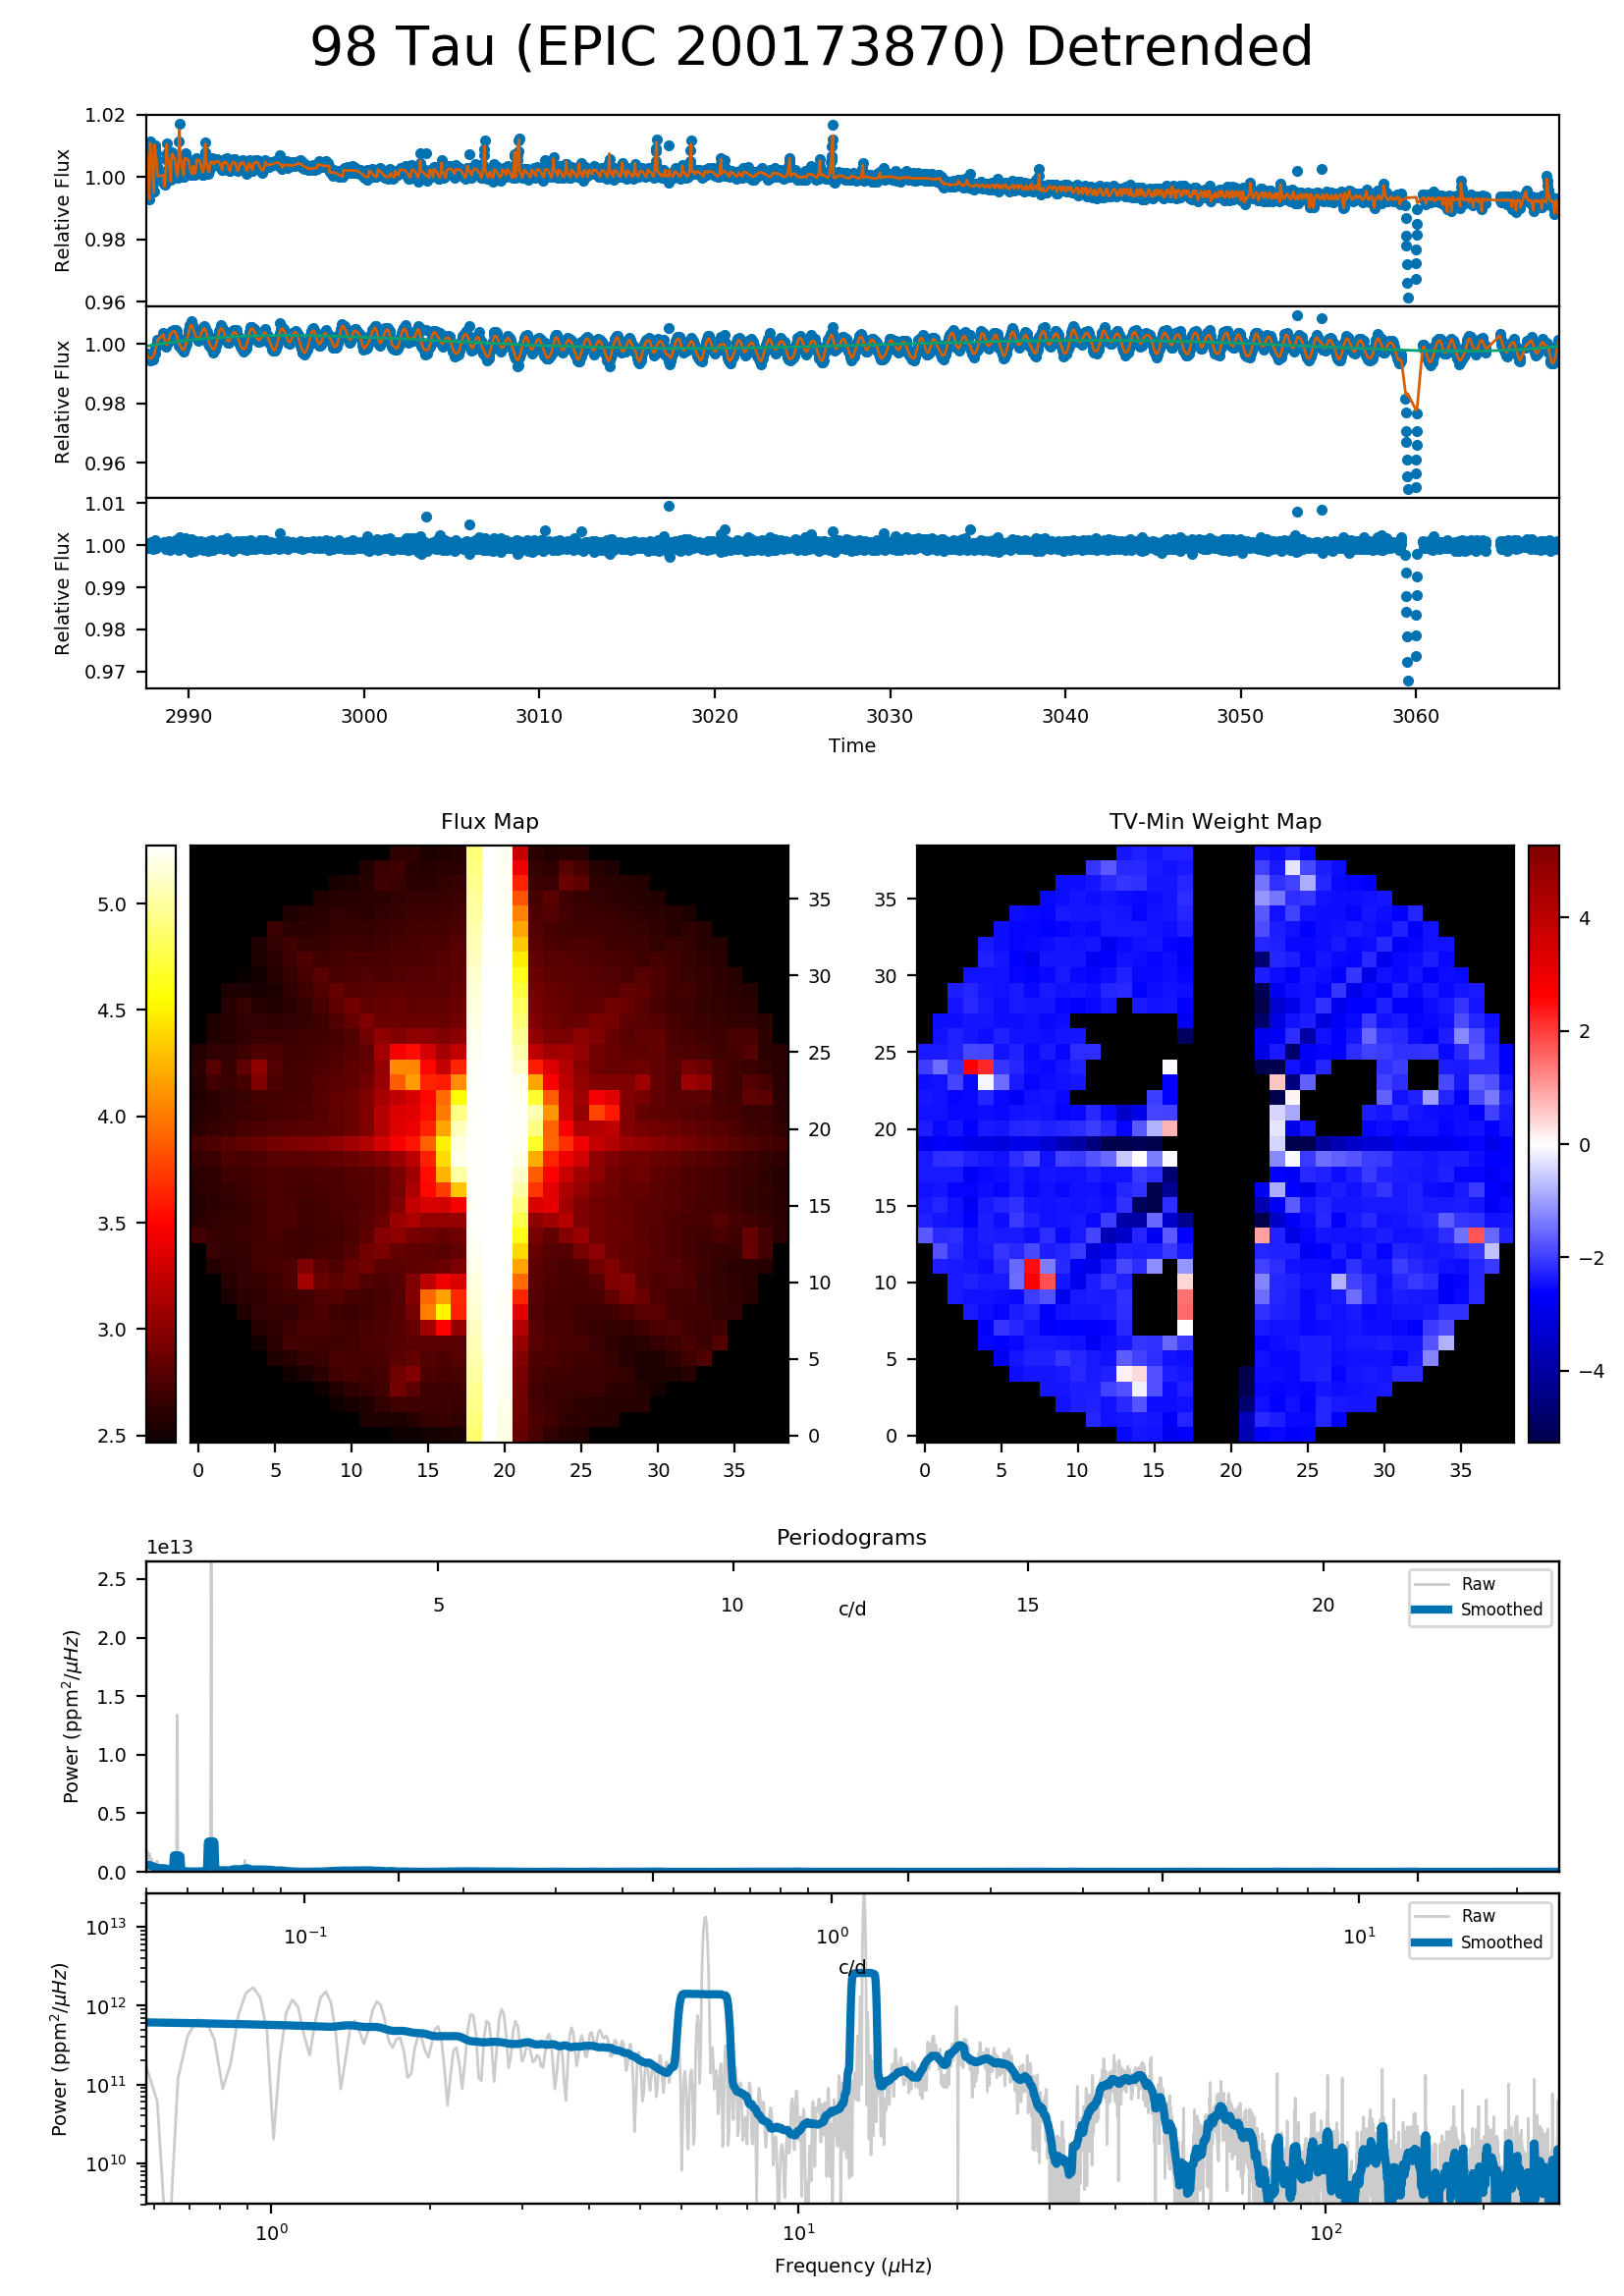 98 Tau (EPIC 200173870) Detrended
1.02
1.00
0.98
0.96
Relative Flux
1.00
0.98
0.96
Relative Flux
1.01
1.00
0.99
0.98
0.97
Relative Flux
2990 3000 3010 3020 3030 3040 3050 3060
Time
Flux Map
TV-Min Weight Map
5.0
4.5
4.0
3.5
3.0
2.5
35
30
25
20
15
10
5
0
0 5 10 15 20 25 30 35
35
30
25
20
15
10
5
0
0 5 10 15 20 25 30 35
4
2
0
−2
−4
Periodograms
1e13
2.5
2.0
1.5
1.0
0.5
0.0
Power (ppm²/μHz)
5 10 15 20
c/d
Raw
Smoothed
10¹³
10¹²
10¹¹
10¹⁰
Power (ppm²/μHz)
10⁻¹ 10⁰ 10¹
c/d
Raw
Smoothed
10⁰ 10¹ 10²
Frequency (μHz)